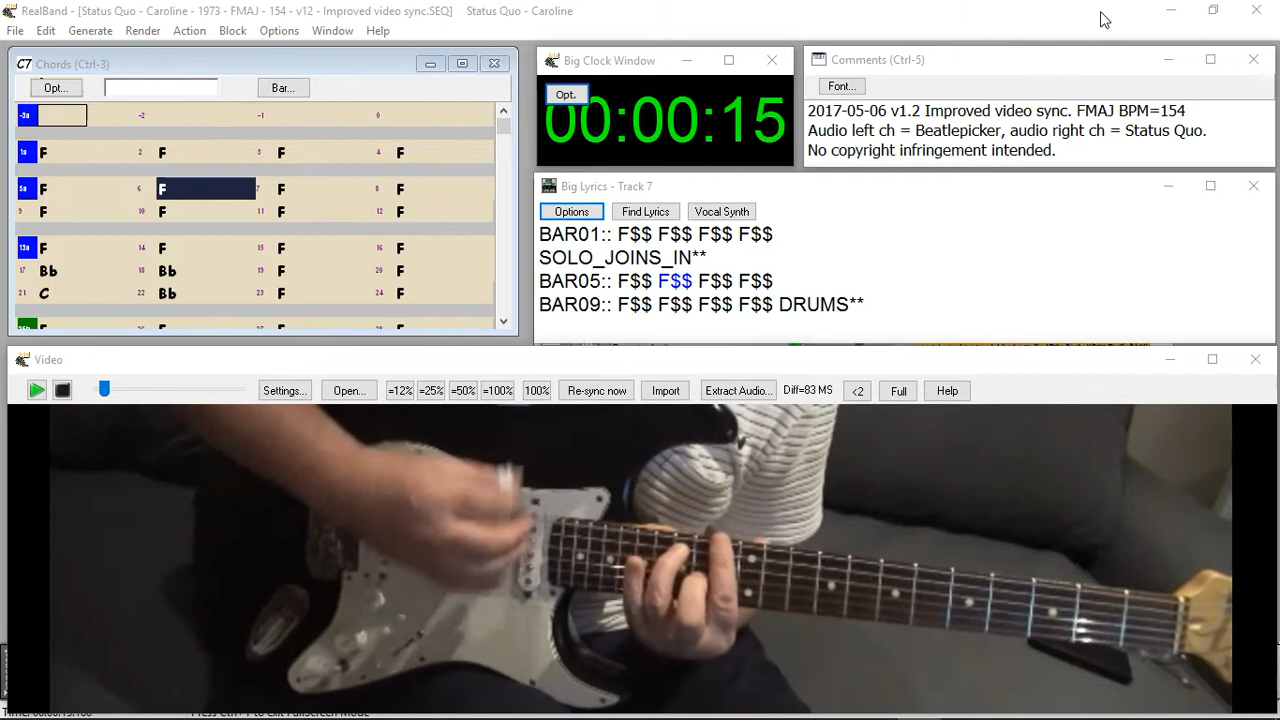 RealBand - [Status Quo - Caroline - 1973 - FMAJ - 154 - v12 - Improved video sync.SEQ] Status Quo - Caroline
File Edit Generate Render Action Block Options Window Help
C7 Chords (Ctrl-3)
Opt... Bar...
-3a -2 -1 0
1a F 2 F 3 F 4 F
5a F 6 F 7 F 8 F
9 F 10 F 11 F 12 F
13a F 14 F 15 F 16 F
17 Bb 18 Bb 19 F 20 F
21 C 22 Bb 23 F 24 F
Big Clock Window
Opt.
00:00:15
Comments (Ctrl-5)
Font...
2017-05-06 v1.2 Improved video sync. FMAJ BPM=154
Audio left ch = Beatlepicker, audio right ch = Status Quo.
No copyright infringement intended.
Big Lyrics - Track 7
Options Find Lyrics Vocal Synth
BAR01:: F$$ F$$ F$$ F$$
SOLO_JOINS_IN**
BAR05:: F$$ F$$ F$$ F$$
BAR09:: F$$ F$$ F$$ F$$ DRUMS**
Video
Settings... Open... =12% =25% =50% =100% 100% Re-sync now Import Extract Audio... Diff=83 MS <2 Full Help